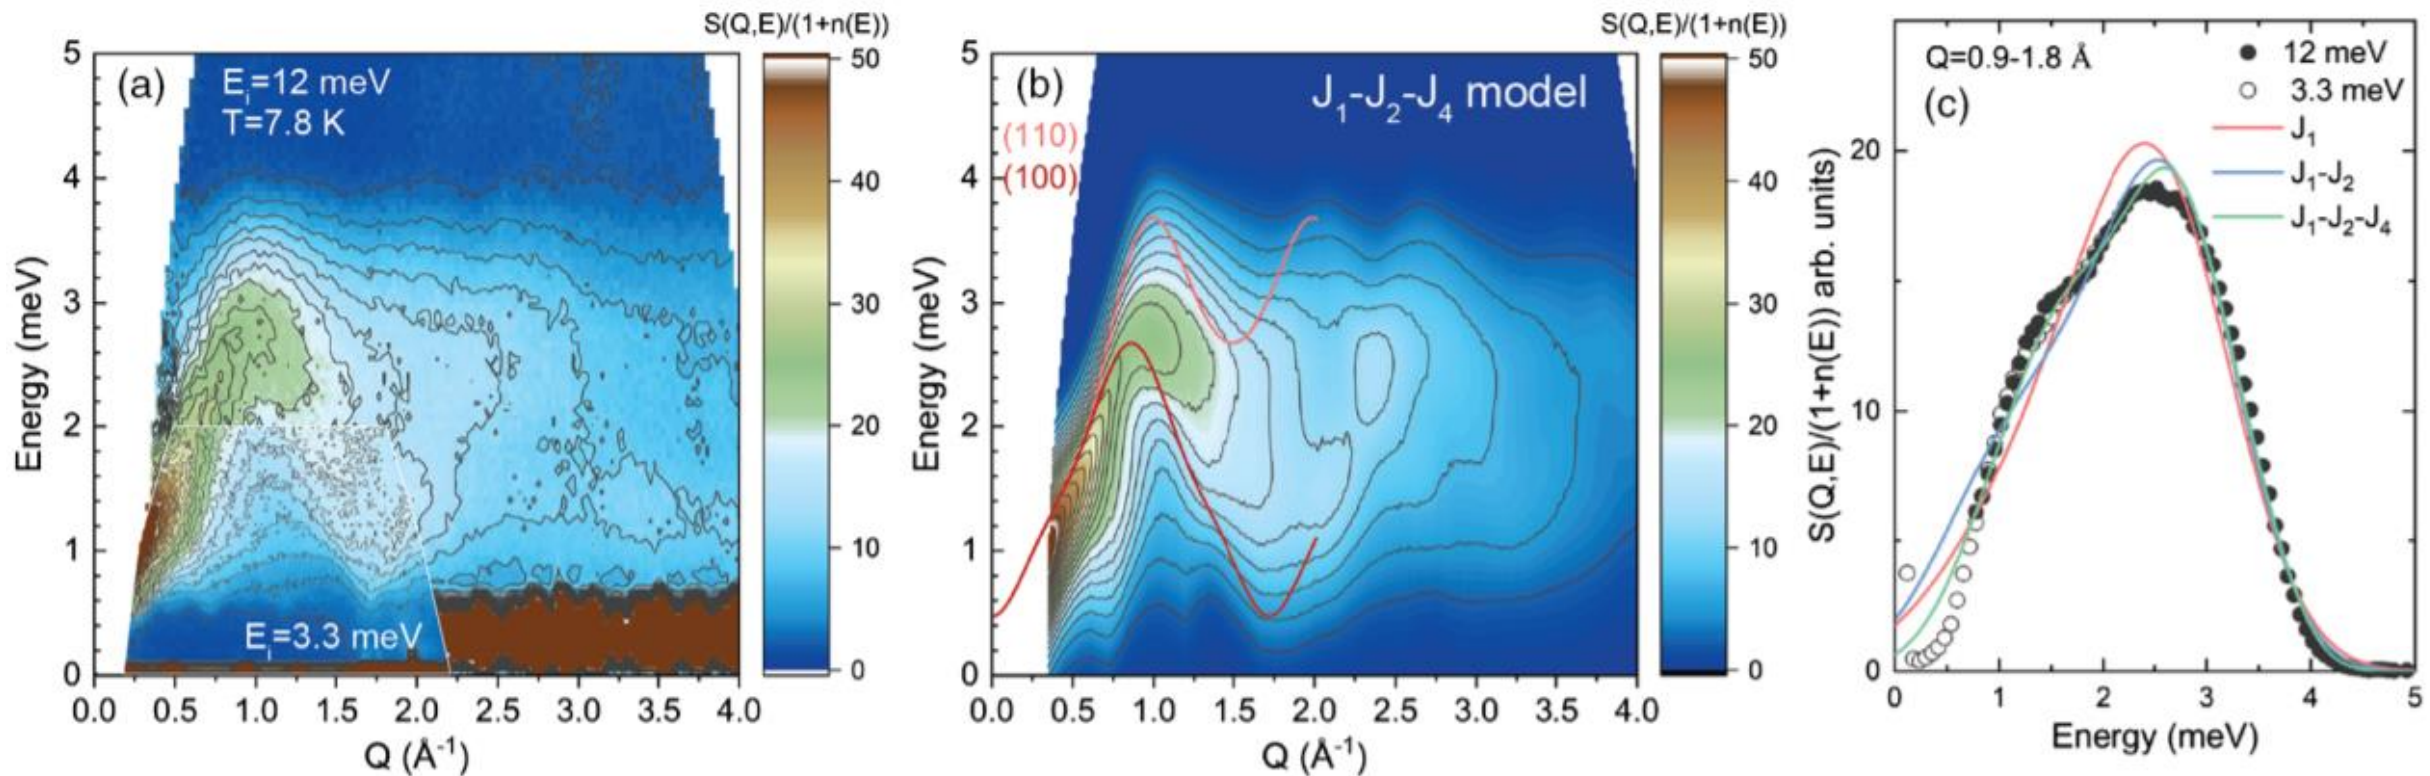 S(Q,E)/(1+n(E))
(a)
E_i=12 meV
T=7.8 K
E_i=3.3 meV
5
4
3
2
1
0
Energy (meV)
0.0 0.5 1.0 1.5 2.0 2.5 3.0 3.5 4.0
Q (Å⁻¹)
50
40
30
20
10
0
S(Q,E)/(1+n(E))
(b)
J₁-J₂-J₄ model
(110)
(100)
5
4
3
2
1
0
Energy (meV)
0.0 0.5 1.0 1.5 2.0 2.5 3.0 3.5 4.0
Q (Å⁻¹)
50
40
30
20
10
0
Q=0.9-1.8 Å
(c)
12 meV
3.3 meV
J₁
J₁-J₂
J₁-J₂-J₄
20
10
0
S(Q,E)/(1+n(E)) arb. units)
0 1 2 3 4 5
Energy (meV)